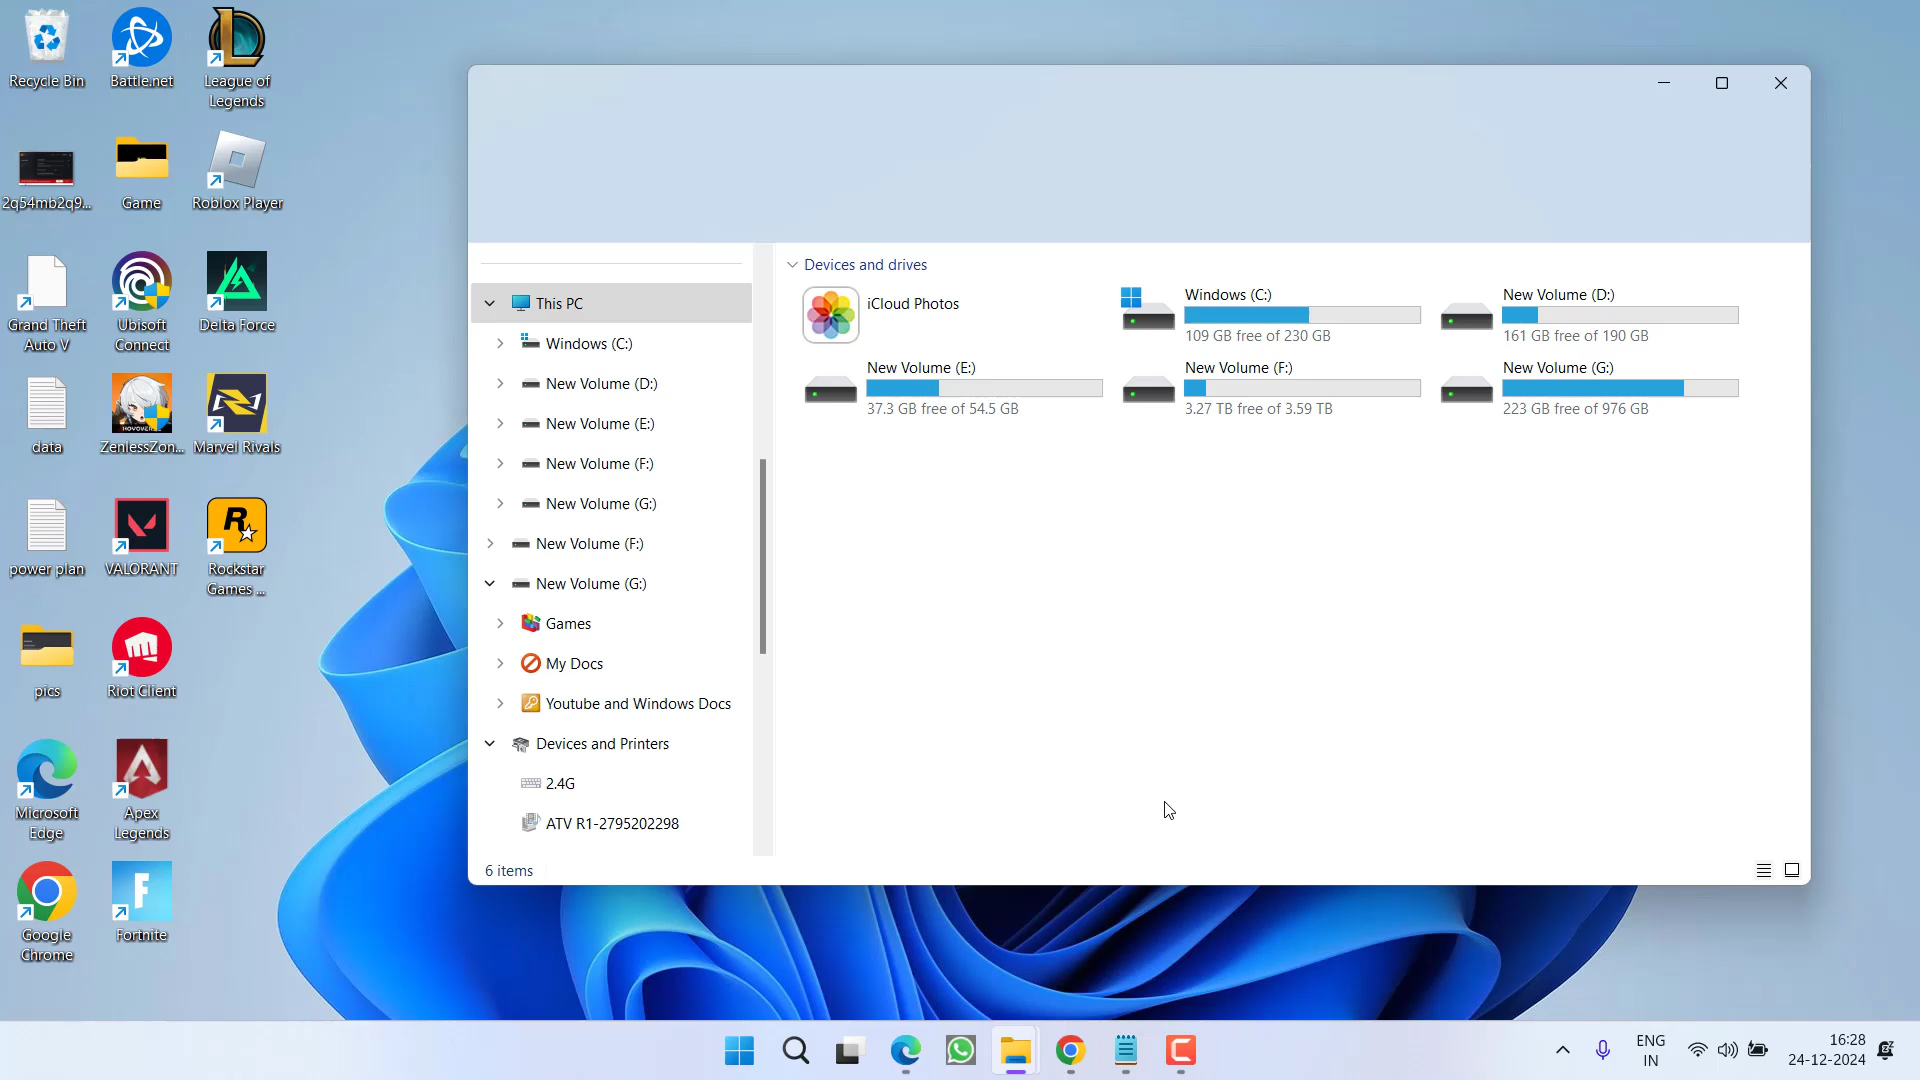 Recycle Bin
Battle.net
League of
Legends
2q54mb2q9...
Game
Roblox Player
Grand Theft
Auto V
Ubisoft
Connect
Delta Force
data
ZenlessZon...
Marvel Rivals
power plan
VALORANT
Rockstar
Games ...
pics
Riot Client
Microsoft
Edge
Apex
Legends
Google
Chrome
Fortnite
This PC
Windows (C:)
New Volume (D:)
New Volume (E:)
New Volume (F:)
New Volume (G:)
New Volume (F:)
New Volume (G:)
Games
My Docs
Youtube and Windows Docs
Devices and Printers
2.4G
ATV R1-2795202298
Devices and drives
iCloud Photos
Windows (C:)
109 GB free of 230 GB
New Volume (D:)
161 GB free of 190 GB
New Volume (E:)
37.3 GB free of 54.5 GB
New Volume (F:)
3.27 TB free of 3.59 TB
New Volume (G:)
223 GB free of 976 GB
6 items
ENG
IN
16:28
24-12-2024